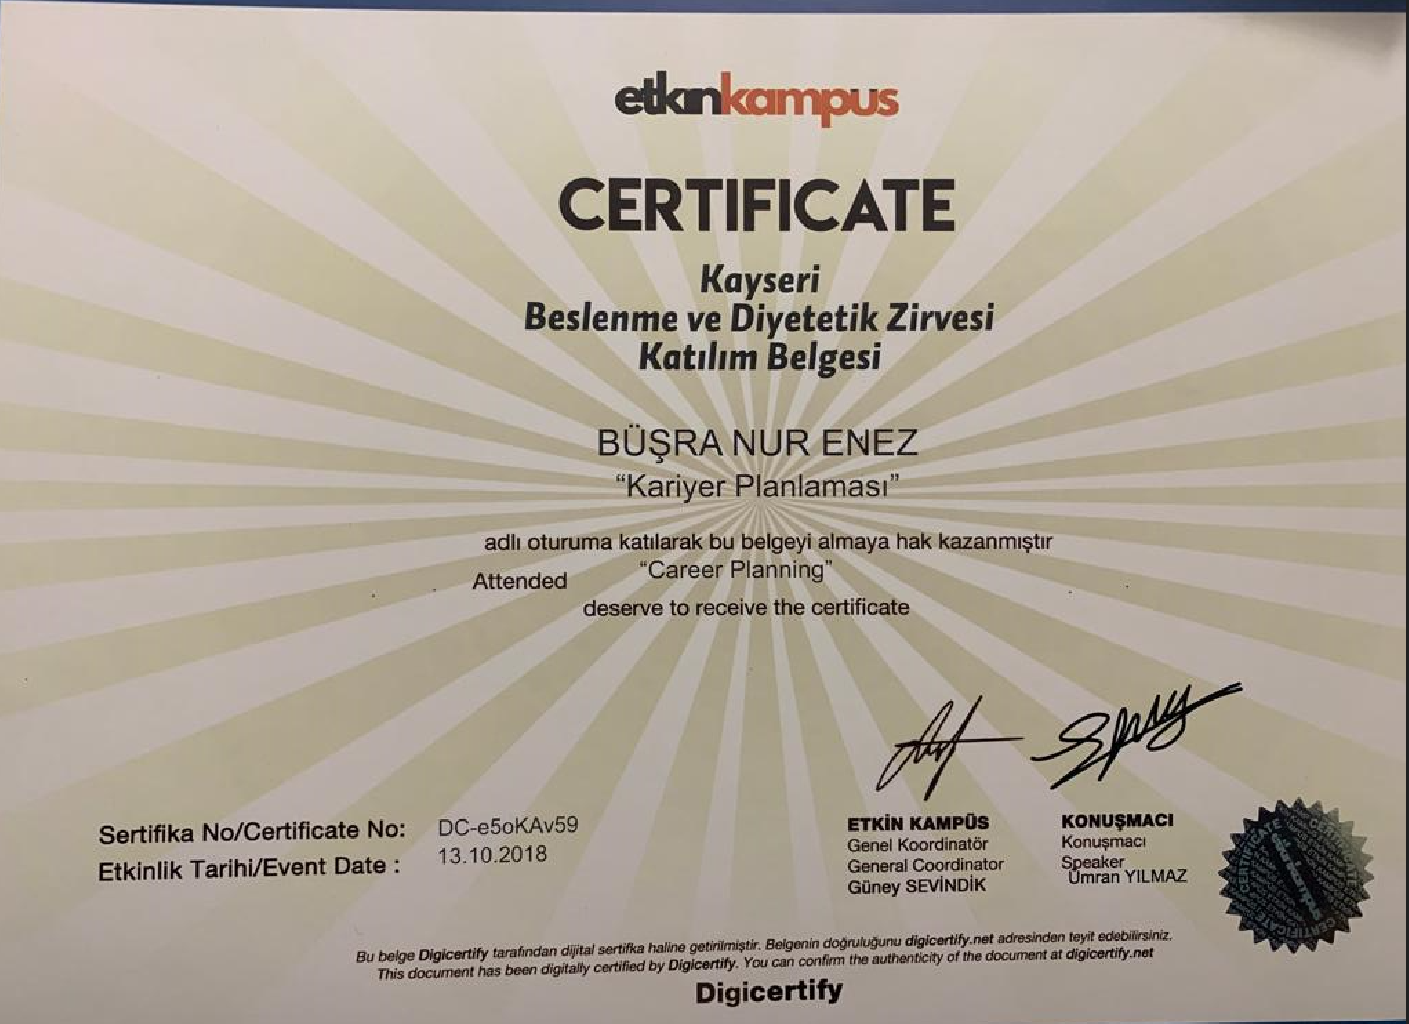 etkınkampus
CERTIFICATE
Kayseri
Beslenme ve Diyetetik Zirvesi
Katılım Belgesi
BÜŞRA NUR ENEZ
“Kariyer Planlaması”
adlı oturuma katılarak bu belgeyi almaya hak kazanmıştır
Attended “Career Planning”
deserve to receive the certificate
Sertifika No/Certificate No: DC-e5oKAv59
Etkinlik Tarihi/Event Date : 13.10.2018
ETKİN KAMPÜS
Genel Koordinatör
General Coordinator
Güney SEVİNDİK
KONUŞMACI
Konuşmacı
Speaker
Ümran YILMAZ
CERTIFICATE
Bu belge Digicertify tarafından dijital sertifka haline getirilmiştir. Belgenin doğruluğunu digicertify.net adresinden teyit edebilirsiniz.
This document has been digitally certified by Digicertify. You can confirm the authenticity of the document at digicertify.net
Digicertify